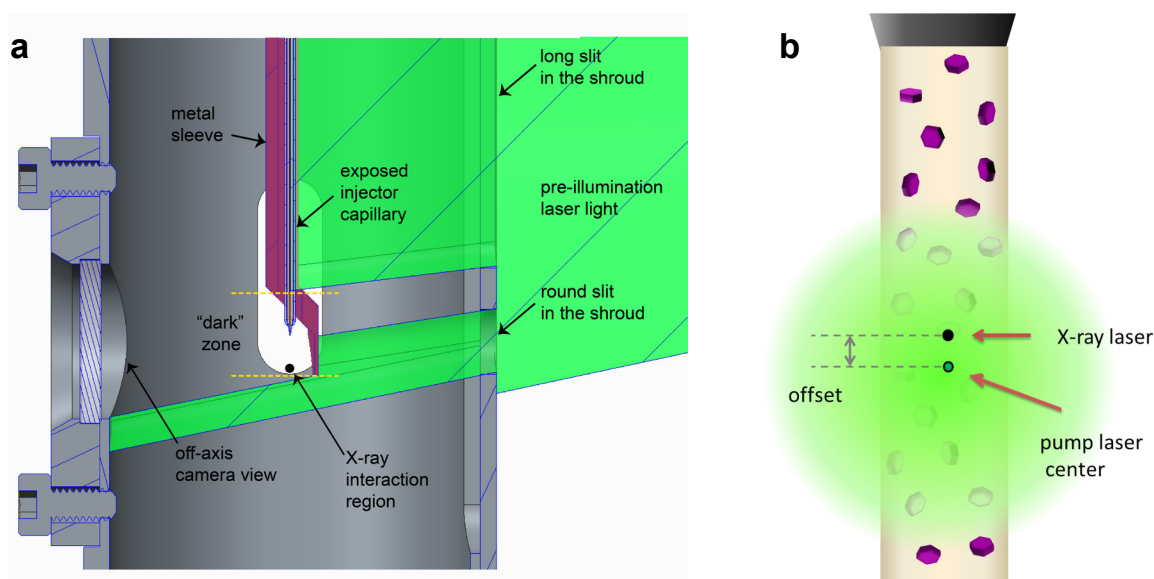 a
long slit
in the shroud
metal
sleeve
exposed
injector
capillary
pre-illumination
laser light
round slit
in the shroud
“dark”
zone
off-axis
camera view
X-ray
interaction
region
b
X-ray laser
offset
pump laser
center